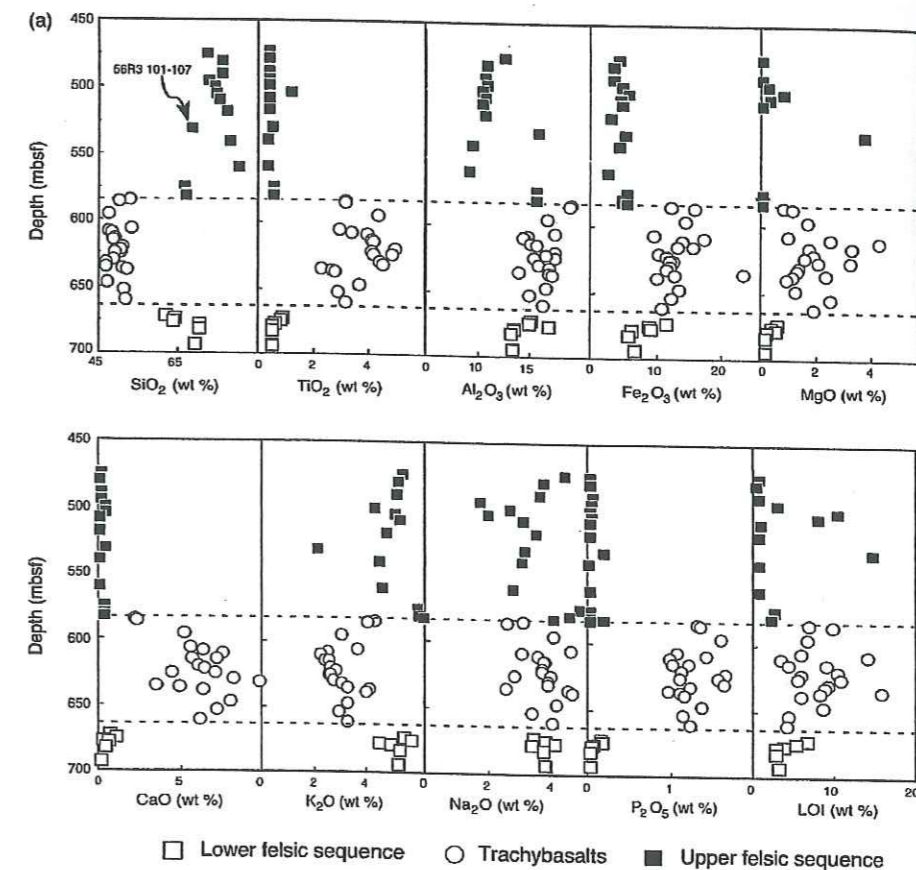 (a)
450
500
550
600
650
700
Depth (mbsf)
56R3 101-107
45 65
SiO2 (wt %)
0 2 4 6
TiO2 (wt %)
10 15
Al2O3 (wt %)
0 10 20
Fe2O3 (wt %)
0 2 4 6
MgO (wt %)
450
500
550
600
650
700
Depth (mbsf)
5
CaO (wt %)
0 2 4
K2O (wt %)
2 4
Na2O (wt %)
0 1 2
P2O5 (wt %)
0 10 20
LOI (wt %)
Lower felsic sequence Trachybasalts Upper felsic sequence